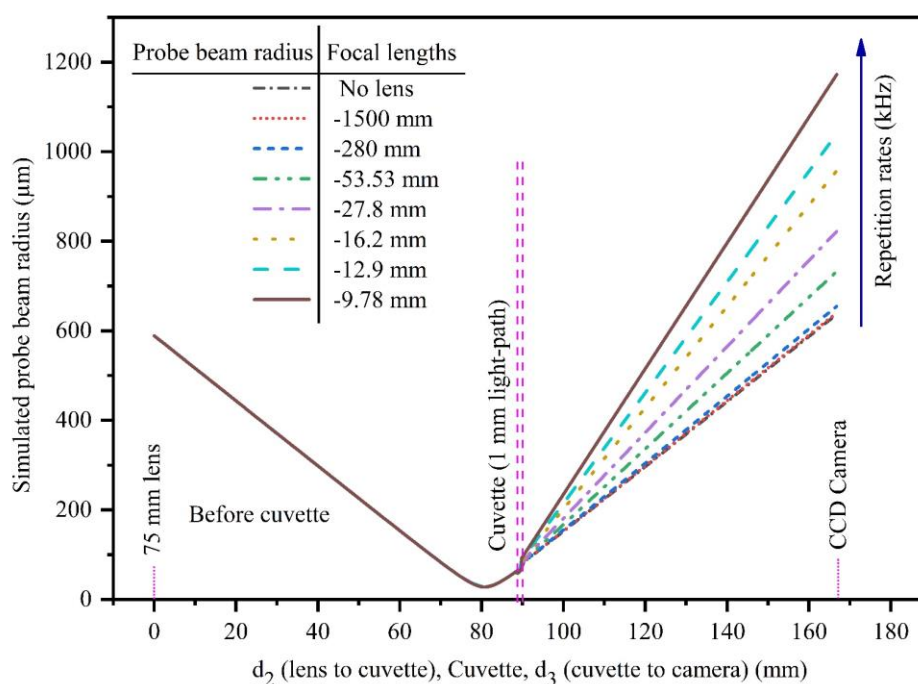 Probe beam radius Focal lengths
No lens
-1500 mm
-280 mm
-53.53 mm
-27.8 mm
-16.2 mm
-12.9 mm
-9.78 mm
Simulated probe beam radius (μm)
1200
1000
800
600
400
200
0
Before cuvette
75 mm lens
Cuvette (1 mm light-path)
CCD Camera
Repetition rates (kHz)
0 20 40 60 80 100 120 140 160 180
d2 (lens to cuvette), Cuvette, d3 (cuvette to camera) (mm)